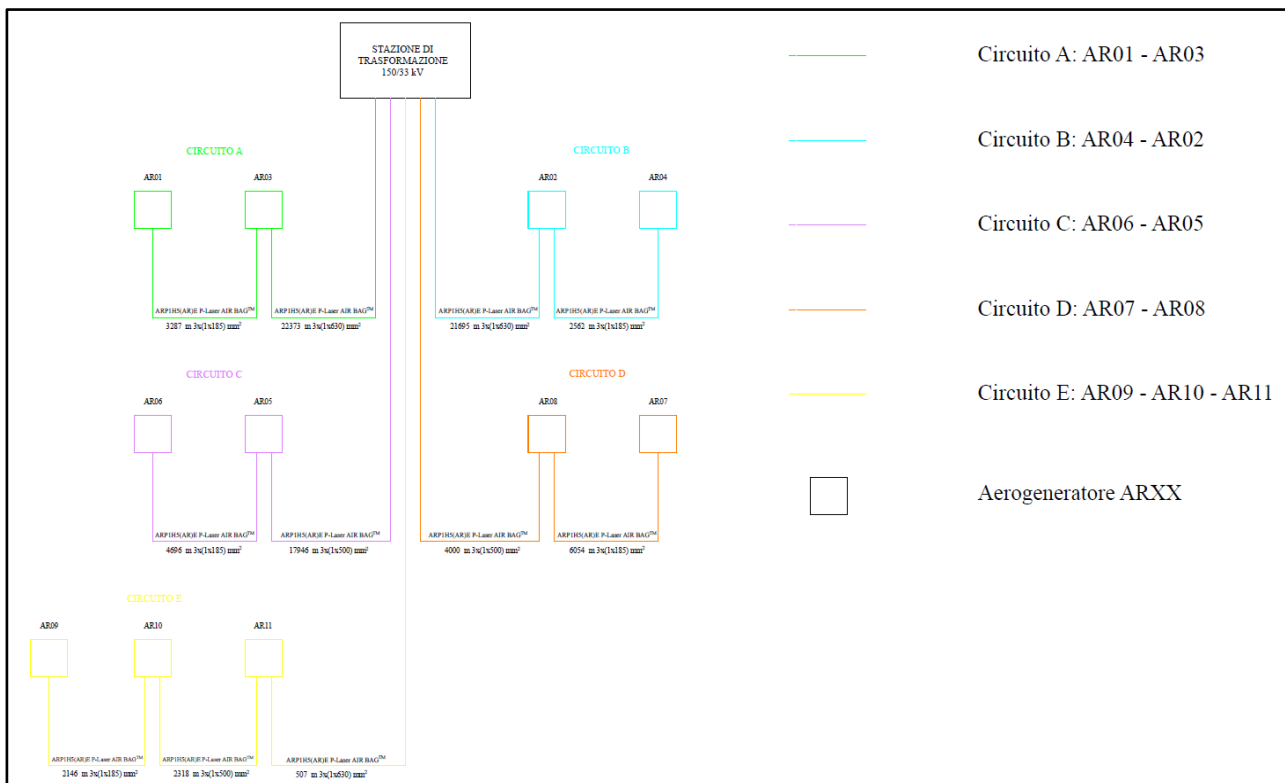 STAZIONE DI
TRASFORMAZIONE
150/33 kV
Circuito A: AR01 - AR03
Circuito B: AR04 - AR02
Circuito C: AR06 - AR05
Circuito D: AR07 - AR08
Circuito E: AR09 - AR10 - AR11
Aerogeneratore ARXX
CIRCUITO A
AR01
AR03
ARP1H5(AR)E P-Laser AIR BAG™
3287 m 3x(1x185) mm²
ARP1H5(AR)E P-Laser AIR BAG™
22373 m 3x(1x630) mm²
CIRCUITO B
AR02
AR04
ARP1H5(AR)E P-Laser AIR BAG™
21695 m 3x(1x630) mm²
ARP1H5(AR)E P-Laser AIR BAG™
2562 m 3x(1x185) mm²
CIRCUITO C
AR06
AR05
ARP1H5(AR)E P-Laser AIR BAG™
4696 m 3x(1x185) mm²
ARP1H5(AR)E P-Laser AIR BAG™
17946 m 3x(1x500) mm²
CIRCUITO D
AR08
AR07
ARP1H5(AR)E P-Laser AIR BAG™
4000 m 3x(1x500) mm²
ARP1H5(AR)E P-Laser AIR BAG™
6054 m 3x(1x185) mm²
CIRCUITO E
AR09
AR10
AR11
ARP1H5(AR)E P-Laser AIR BAG™
2146 m 3x(1x185) mm²
ARP1H5(AR)E P-Laser AIR BAG™
2318 m 3x(1x500) mm²
ARP1H5(AR)E P-Laser AIR BAG™
507 m 3x(1x630) mm²